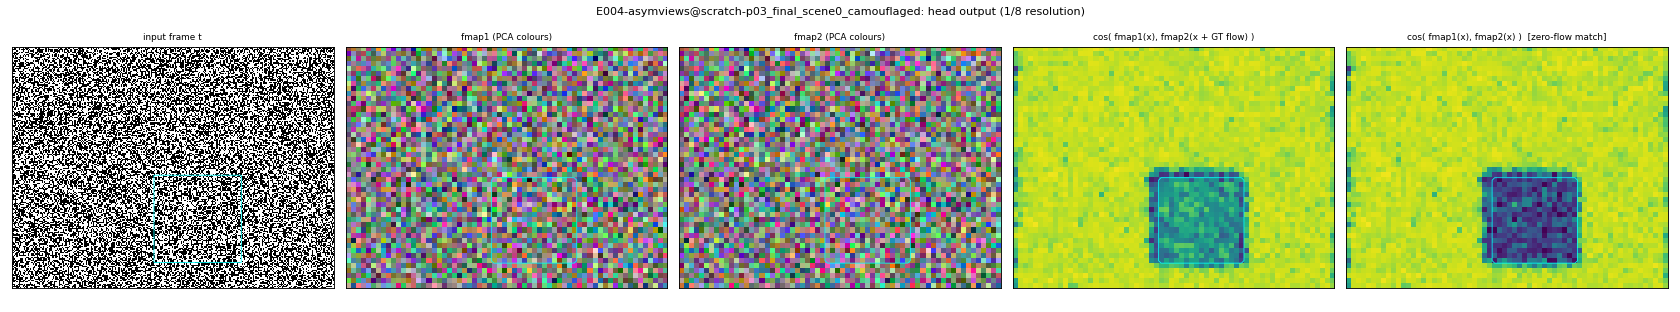 E004-asymviews@scratch-p03_final_scene0_camouflaged: head output (1/8 resolution)
input frame t
fmap1 (PCA colours)
fmap2 (PCA colours)
cos( fmap1(x), fmap2(x + GT flow) )
cos( fmap1(x), fmap2(x) )  [zero-flow match]